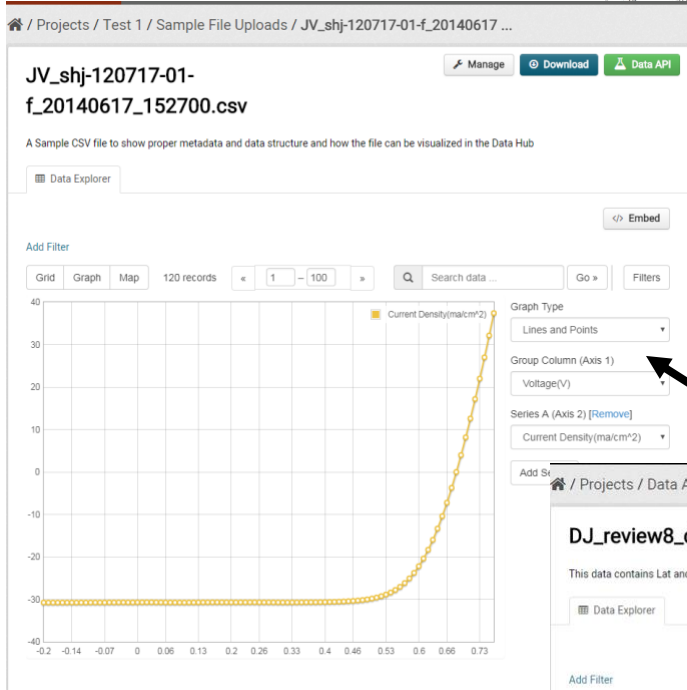 / Projects / Test 1 / Sample File Uploads / JV_shj-120717-01-f_20140617 ...
JV_shj-120717-01-
f_20140617_152700.csv
Manage
Download
Data API
A Sample CSV file to show proper metadata and data structure and how the file can be visualized in the Data Hub
Data Explorer
</> Embed
Add Filter
Grid Graph Map 120 records « 1 – 100 » Search data ... Go » Filters
Current Density(ma/cm^2)
40
30
20
10
0
-10
-20
-30
-40
-0.2 -0.14 -0.07 0 0.06 0.13 0.2 0.26 0.33 0.4 0.46 0.53 0.6 0.66 0.73
Graph Type
Lines and Points
Group Column (Axis 1)
Voltage(V)
Series A (Axis 2) [Remove]
Current Density(ma/cm^2)
Add Se
/ Projects / Data A
DJ_review8_
This data contains Lat and
Data Explorer
Add Filter